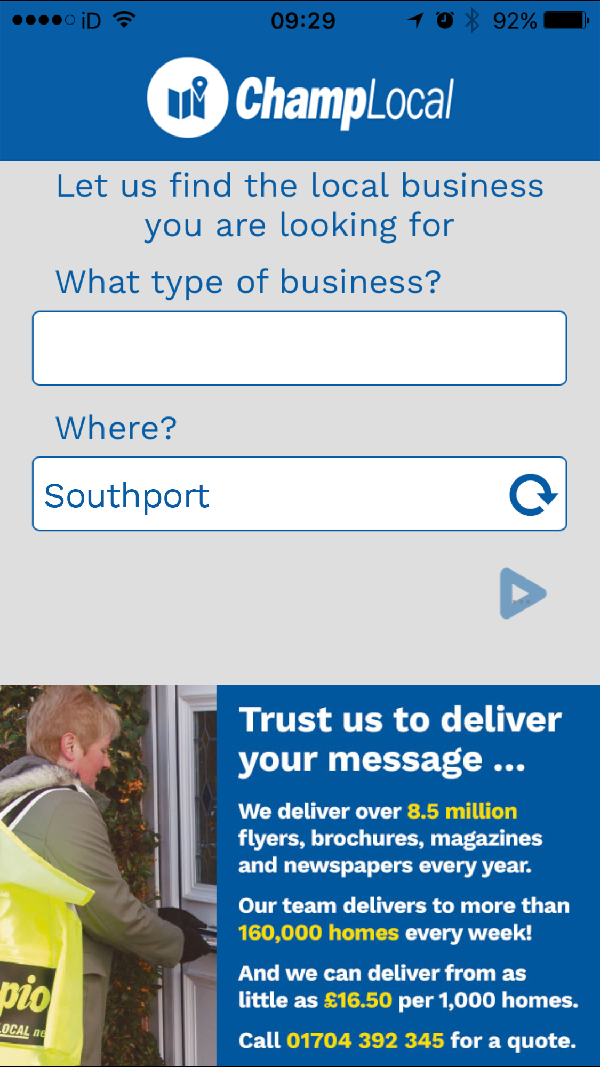 iD 09:29 92%
ChampLocal
Let us find the local business
you are looking for
What type of business?
Where?
Southport
Trust us to deliver
your message ...
We deliver over 8.5 million
flyers, brochures, magazines
and newspapers every year.
Our team delivers to more than
160,000 homes every week!
And we can deliver from as
little as £16.50 per 1,000 homes.
Call 01704 392 345 for a quote.
pio
LOCAL ne